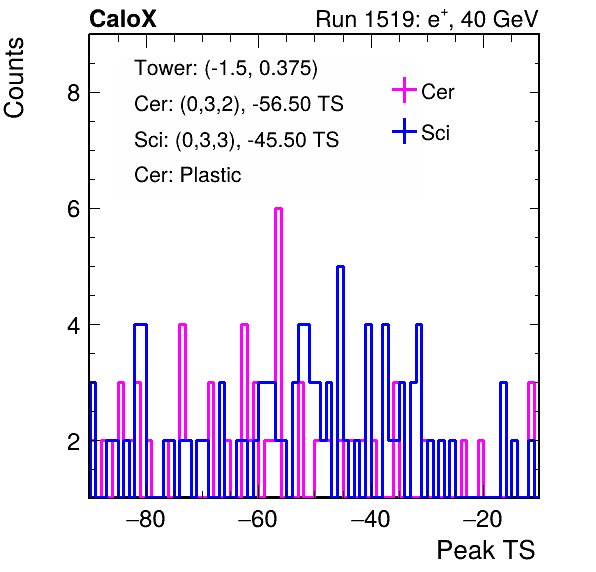 CaloX Run 1519: e+, 40 GeV
Counts
Tower: (-1.5, 0.375)
Cer: (0,3,2), -56.50 TS
Sci: (0,3,3), -45.50 TS
Cer: Plastic
Cer
Sci
8
6
4
2
−80 −60 −40 −20
Peak TS